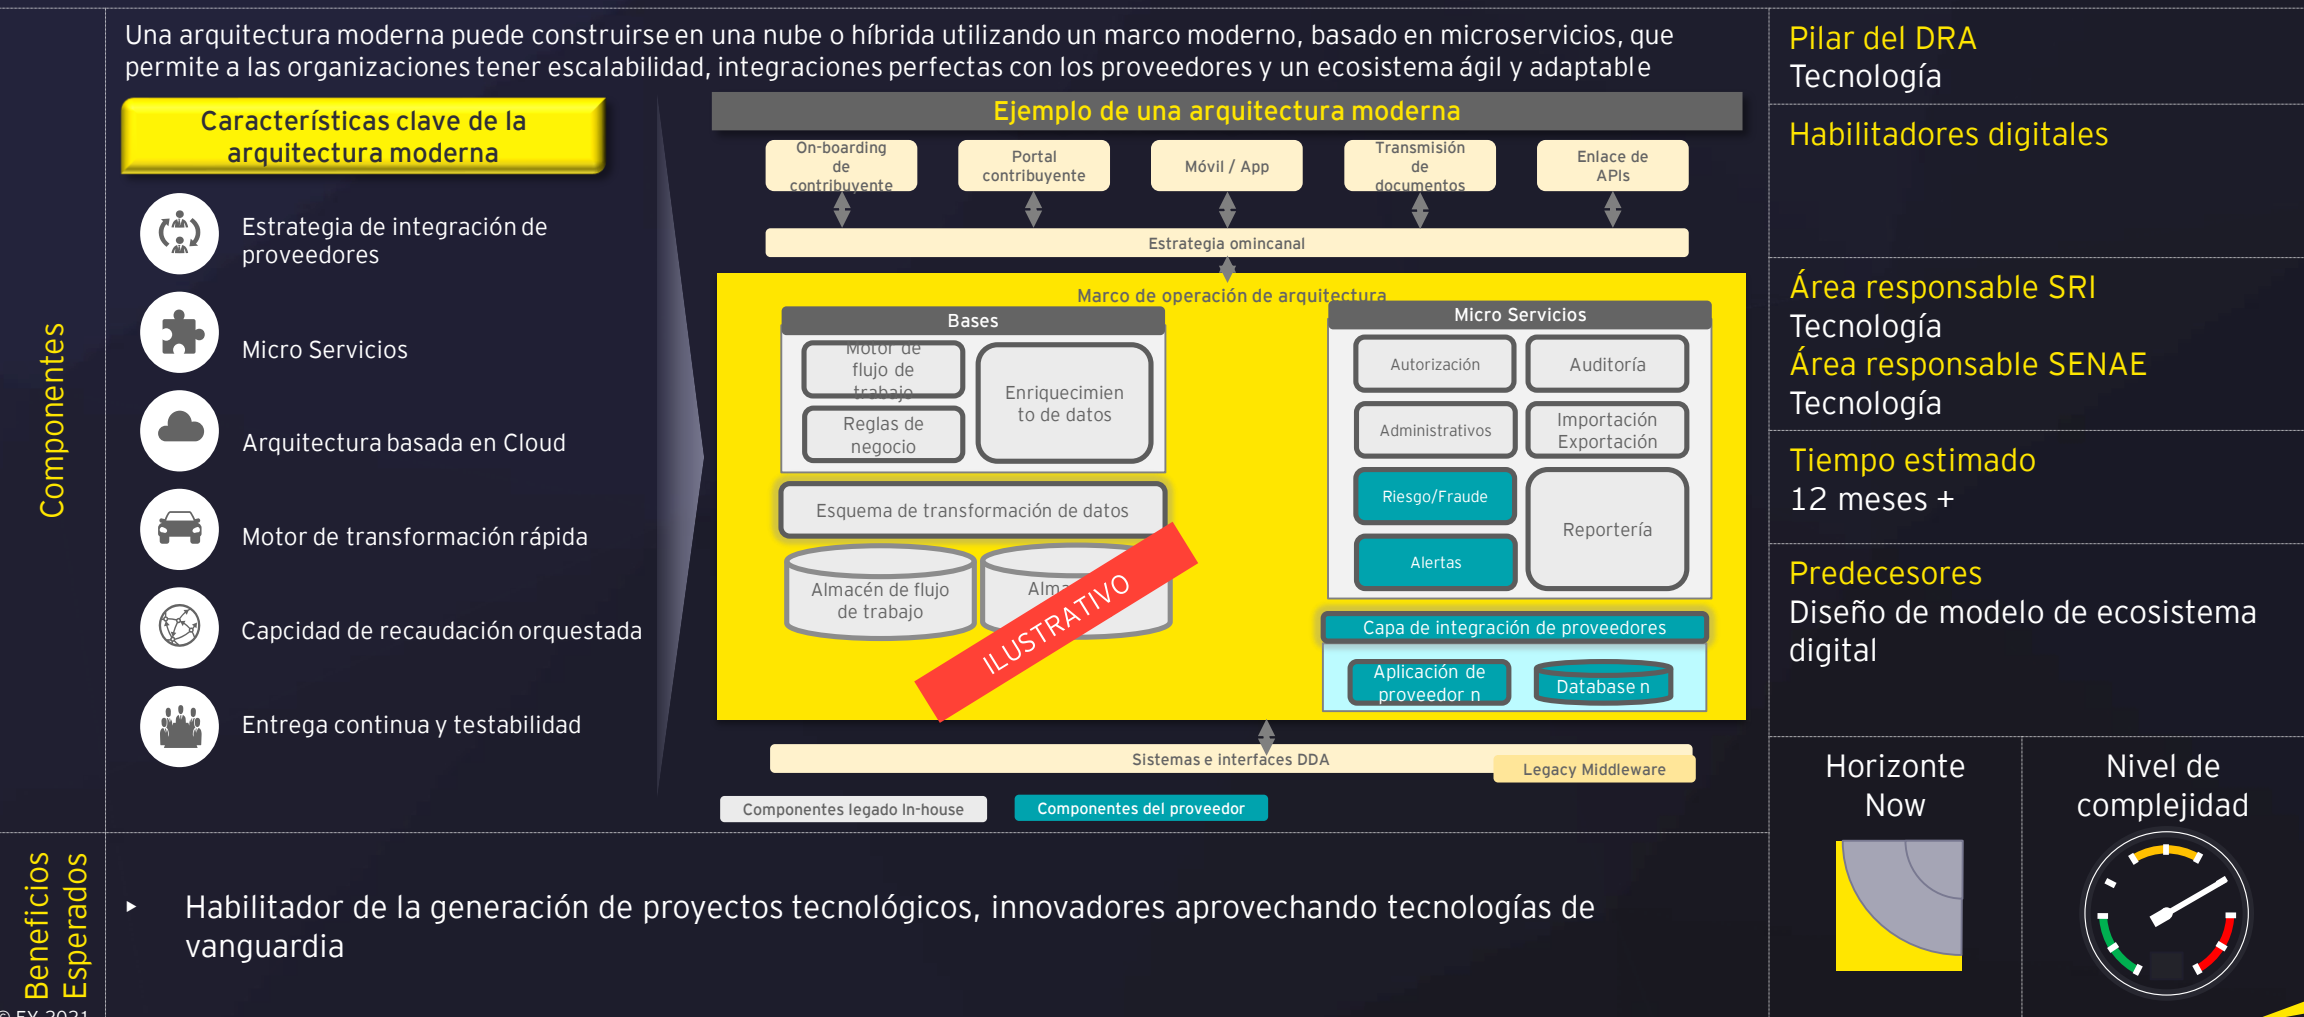 Una arquitectura moderna puede construirse en una nube o híbrida utilizando un marco moderno, basado en microservicios, que
permite a las organizaciones tener escalabilidad, integraciones perfectas con los proveedores y un ecosistema ágil y adaptable
Componentes
Características clave de la
arquitectura moderna
Estrategia de integración de
proveedores
Micro Servicios
Arquitectura basada en Cloud
Motor de transformación rápida
Capcidad de recaudación orquestada
Entrega continua y testabilidad
Ejemplo de una arquitectura moderna
On-boarding
de
contribuyente
Portal
contribuyente
Móvil / App
Transmisión
de
documentos
Enlace de
APIs
Estrategia omincanal
Marco de operación de arquitectura
Bases
Motor de
flujo de
trabajo
Reglas de
negocio
Enriquecimien
to de datos
Esquema de transformación de datos
Almacén de flujo
de trabajo
ILUSTRATIVO
Micro Servicios
Autorización
Auditoría
Administrativos
Importación
Exportación
Riesgo/Fraude
Alertas
Reportería
Capa de integración de proveedores
Aplicación de
proveedor n
Database n
Sistemas e interfaces DDA
Legacy Middleware
Componentes legado In-house
Componentes del proveedor
Pilar del DRA
Tecnología
Habilitadores digitales
Área responsable SRI
Tecnología
Área responsable SENAE
Tecnología
Tiempo estimado
12 meses +
Predecesores
Diseño de modelo de ecosistema
digital
Horizonte
Now
Nivel de
complejidad
Beneficios
Esperados
▸ Habilitador de la generación de proyectos tecnológicos, innovadores aprovechando tecnologías de
vanguardia
© EY 2021